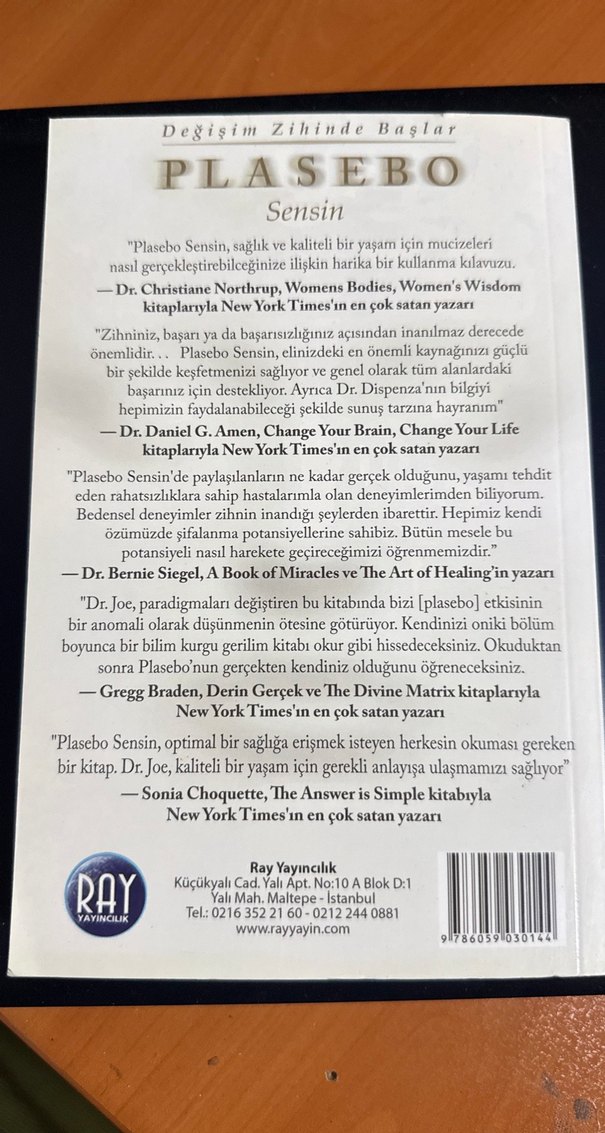 Değişim Zihinde Başlar
PLASEBO
Sensin
"Plasebo Sensin, sağlık ve kaliteli bir yaşam için mucizeleri
nasıl gerçekleştirebilceğinize ilişkin harika bir kullanma kılavuzu.
— Dr. Christiane Northrup, Womens Bodies, Women's Wisdom
kitaplarıyla New York Times'ın en çok satan yazarı
"Zihniniz, başarı ya da başarısızlığınız açısından inanılmaz derecede
önemlidir. . . Plasebo Sensin, elinizdeki en önemli kaynağınızı güçlü
bir şekilde keşfetmenizi sağlıyor ve genel olarak tüm alanlardaki
başarınız için destekliyor. Ayrıca Dr. Dispenza'nın bilgiyi
hepimizin faydalanabileceği şekilde sunuş tarzına hayranım"
— Dr. Daniel G. Amen, Change Your Brain, Change Your Life
kitaplarıyla New York Times'ın en çok satan yazarı
"Plasebo Sensin'de paylaşılanların ne kadar gerçek olduğunu, yaşamı tehdit
eden rahatsızlıklara sahip hastalarımla olan deneyimlerimden biliyorum.
Bedensel deneyimler zihnin inandığı şeylerden ibarettir. Hepimiz kendi
özümüzde şifalanma potansiyellerine sahibiz. Bütün mesele bu
potansiyeli nasıl harekete geçireceğimizi öğrenmemizdir.”
— Dr. Bernie Siegel, A Book of Miracles ve The Art of Healing’in yazarı
"Dr. Joe, paradigmaları değiştiren bu kitabında bizi [plasebo] etkisinin
bir anomali olarak düşünmenin ötesine götürüyor. Kendinizi oniki bölüm
boyunca bir bilim kurgu gerilim kitabı okur gibi hissedeceksiniz. Okuduktan
sonra Plasebo’nun gerçekten kendiniz olduğunu öğreneceksiniz.
— Gregg Braden, Derin Gerçek ve The Divine Matrix kitaplarıyla
New York Times'ın en çok satan yazarı
"Plasebo Sensin, optimal bir sağlığa erişmek isteyen herkesin okuması gereken
bir kitap. Dr. Joe, kaliteli bir yaşam için gerekli anlayışa ulaşmamızı sağlıyor”
— Sonia Choquette, The Answer is Simple kitabıyla
New York Times'ın en çok satan yazarı
RAY
YAYINCILIK
Ray Yayıncılık
Küçükyalı Cad. Yalı Apt. No:10 A Blok D:1
Yalı Mah. Maltepe - İstanbul
Tel.: 0216 352 21 60 - 0212 244 0881
www.rayyayin.com
9 786059 030144